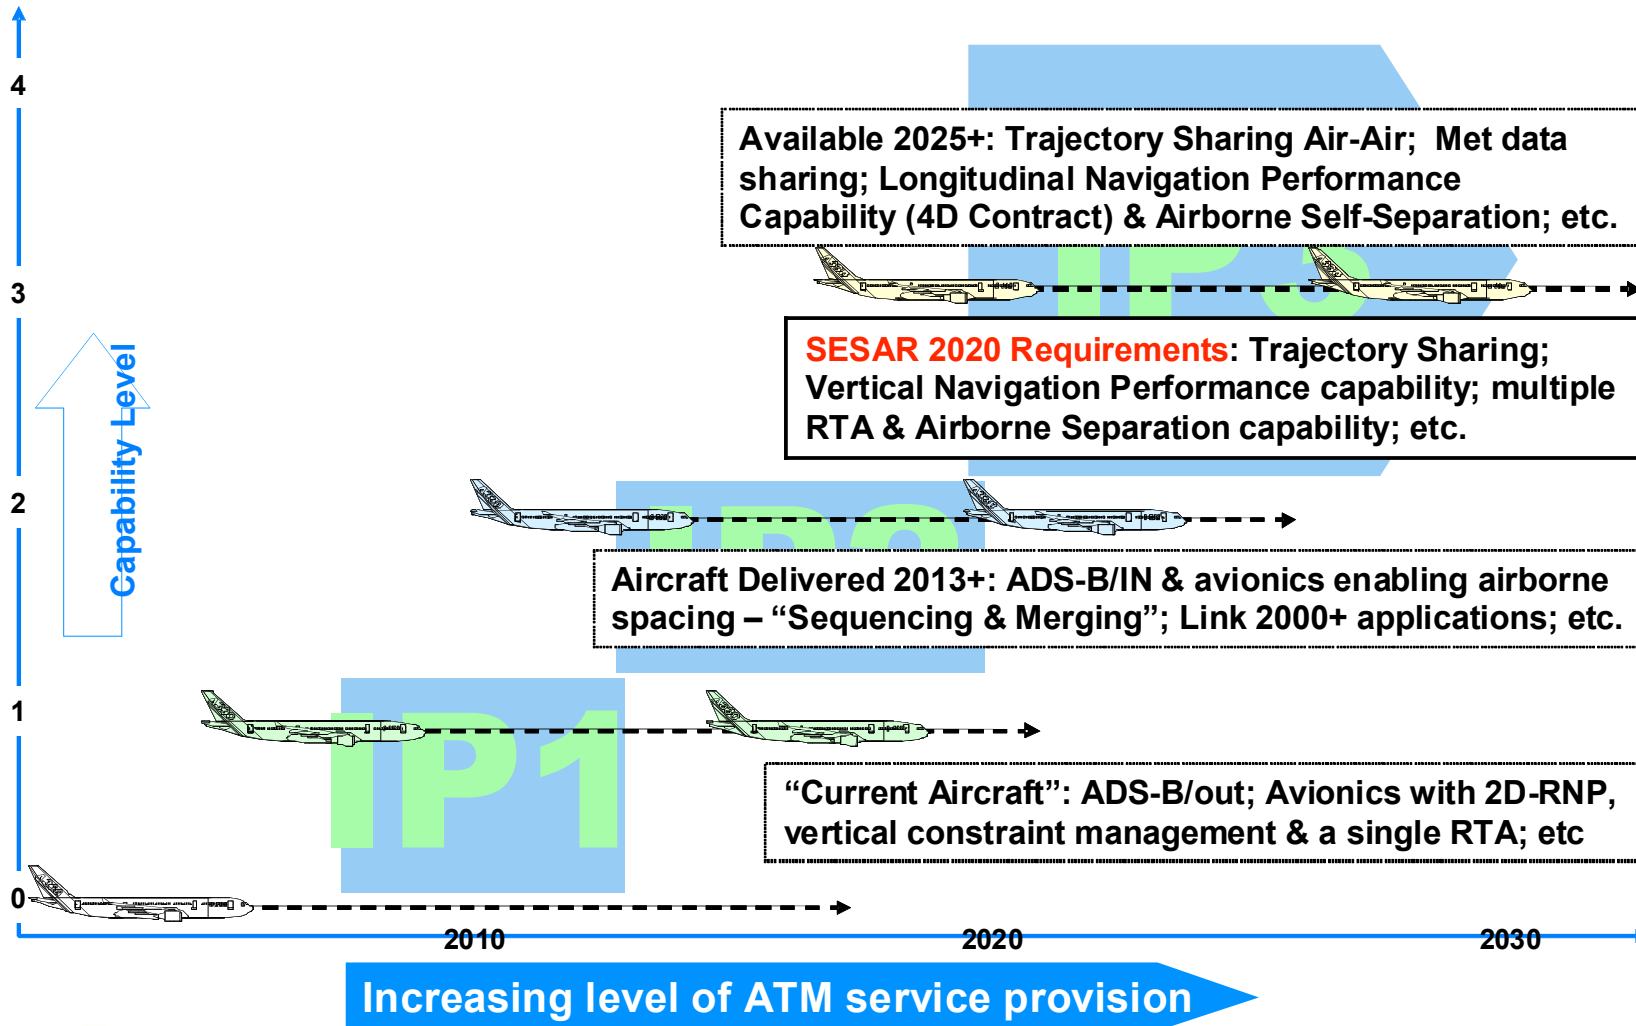 4
Available 2025+: Trajectory Sharing Air-Air; Met data
sharing; Longitudinal Navigation Performance
Capability (4D Contract) & Airborne Self-Separation; etc.
IP3
3
SESAR 2020 Requirements: Trajectory Sharing;
Vertical Navigation Performance capability; multiple
RTA & Airborne Separation capability; etc.
Capability Level
2
IP2
Aircraft Delivered 2013+: ADS-B/IN & avionics enabling airborne
spacing – “Sequencing & Merging”; Link 2000+ applications; etc.
1
IP1
“Current Aircraft”: ADS-B/out; Avionics with 2D-RNP,
vertical constraint management & a single RTA; etc
0
2010
2020
2030
Increasing level of ATM service provision